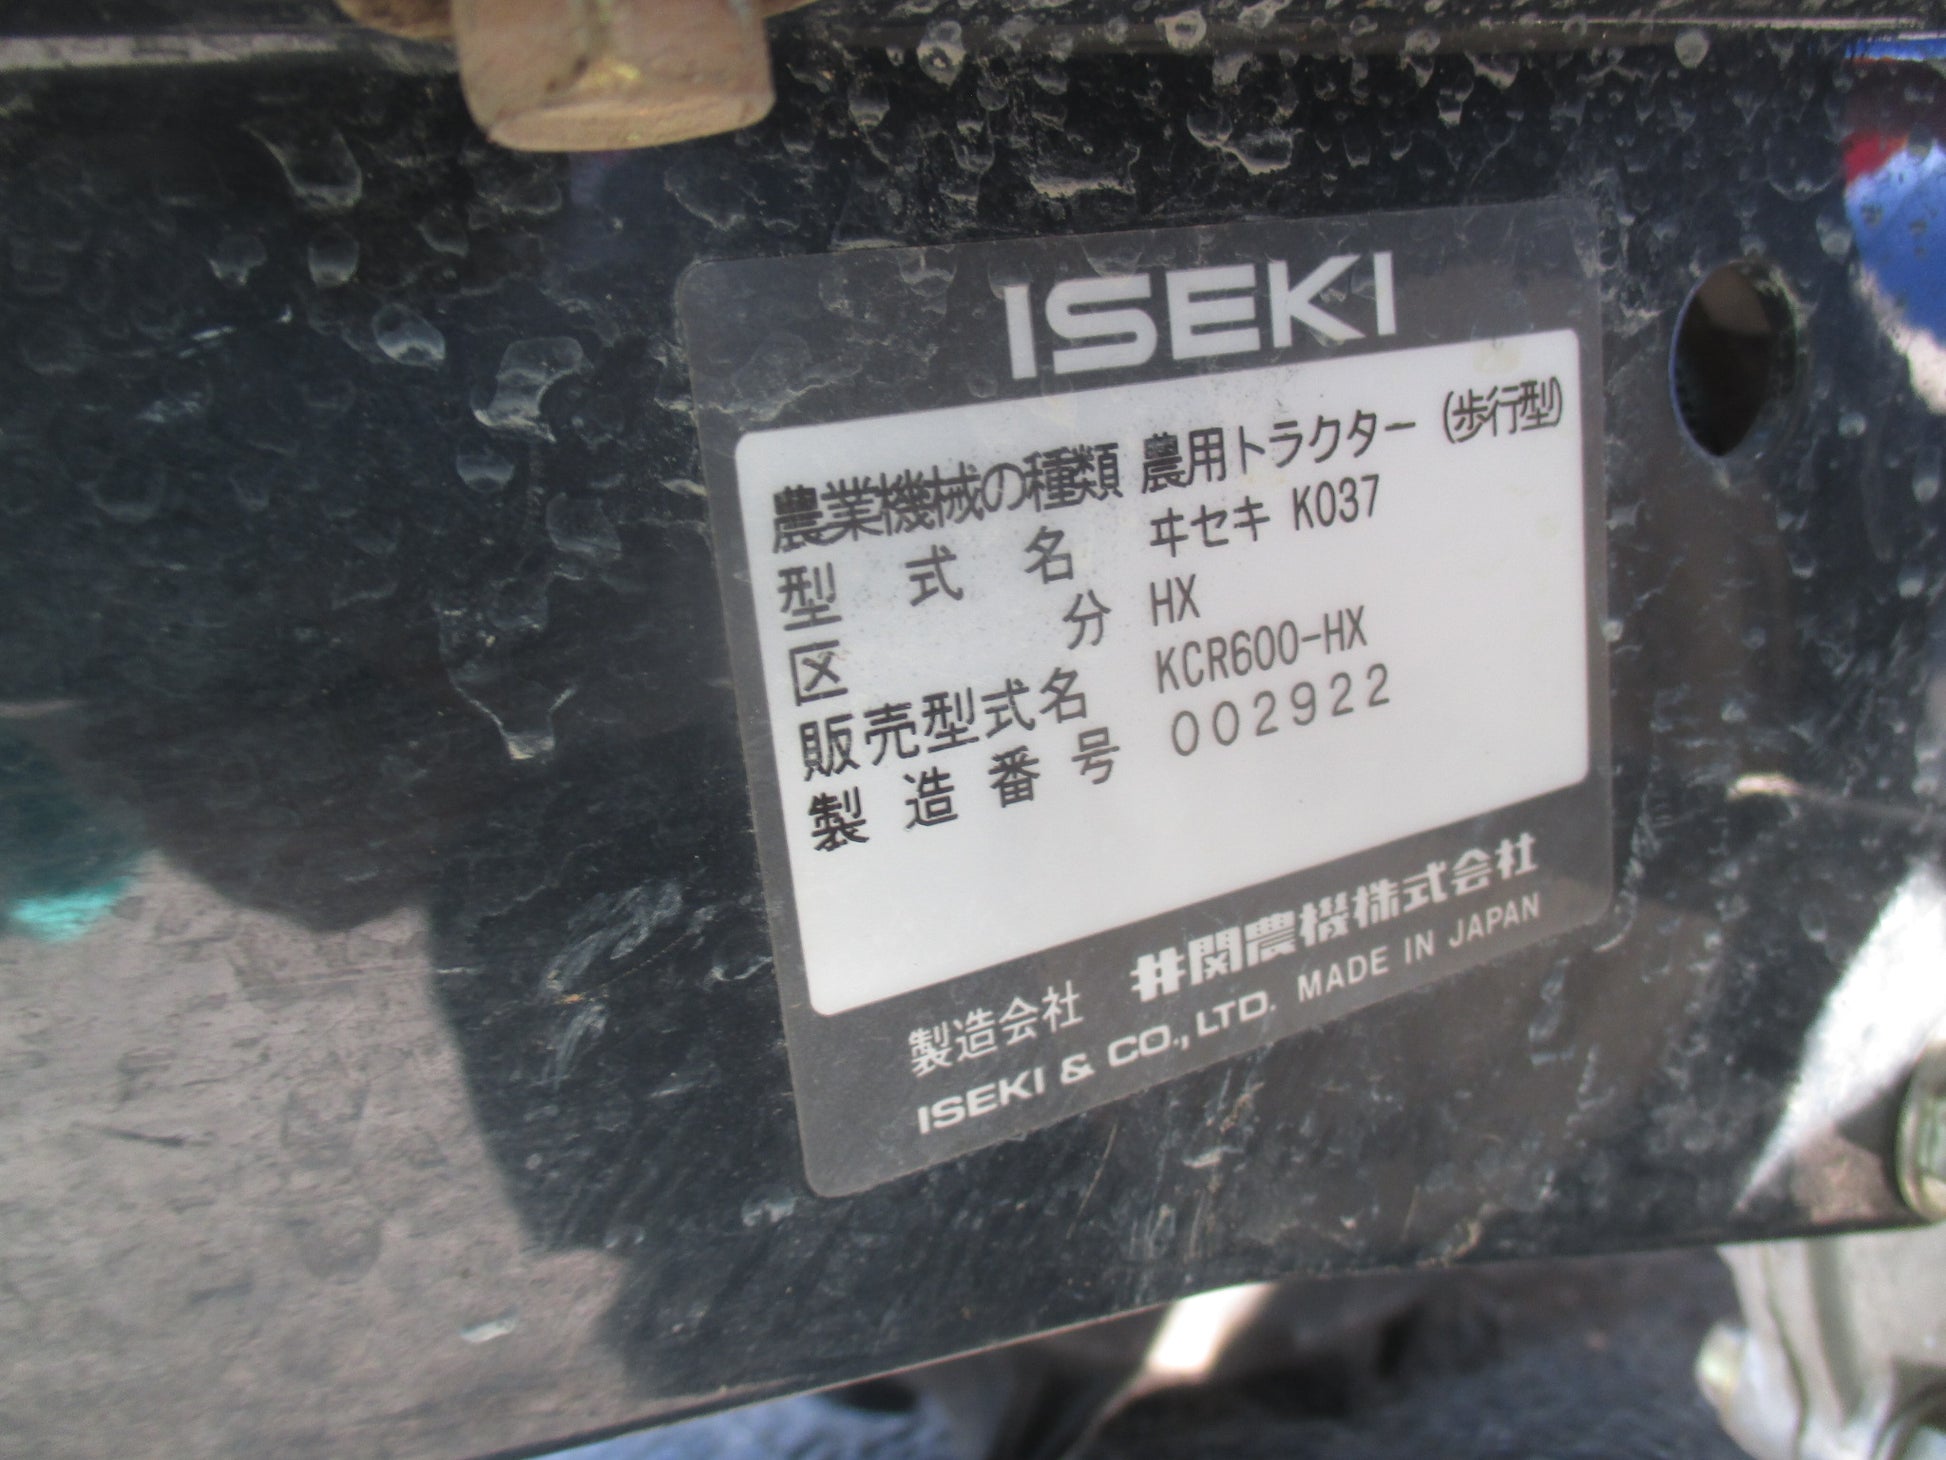 ISEKI
農業機械の種類 農用トラクター (歩行型)
型式名 ヰセキ K037
区分 HX
販売型式名 KCR600-HX
製造番号 002922
製造会社 井関農機株式会社
ISEKI & CO., LTD. MADE IN JAPAN